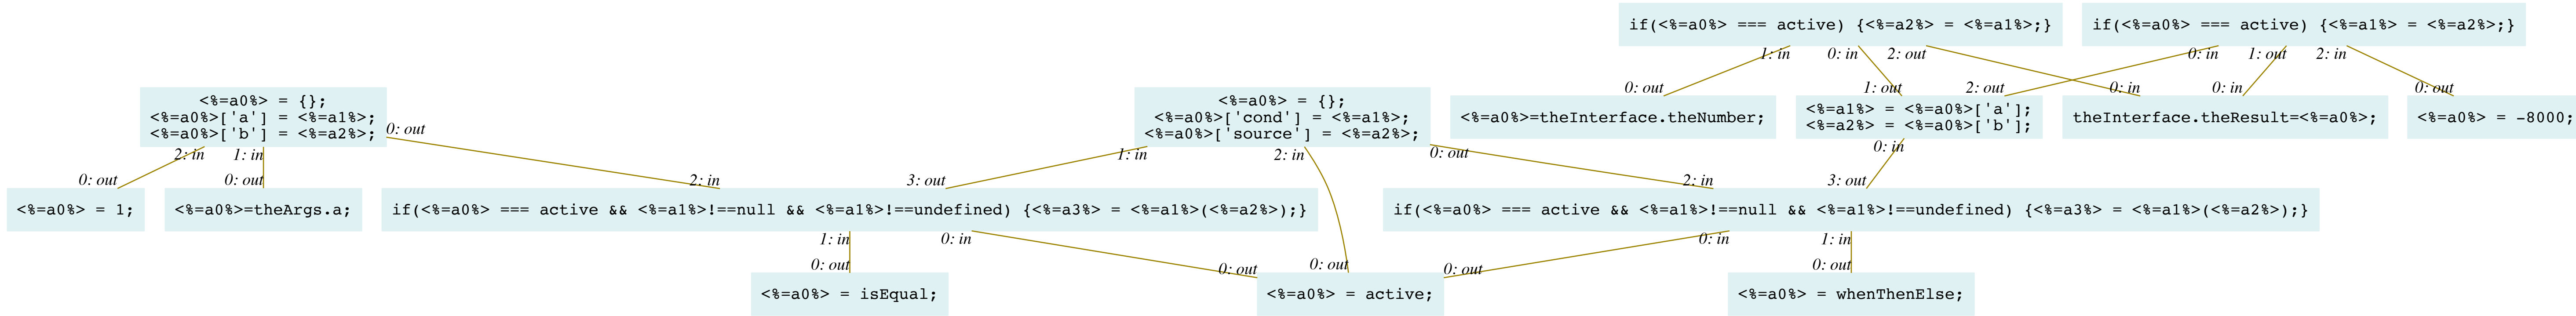 if(<%=a0%> === active) {<%=a2%> = <%=a1%>;}
if(<%=a0%> === active) {<%=a1%> = <%=a2%>;}
1: in
0: in
2: out
0: in
1: out
2: in
0: out
1: out
2: out
0: in
0: in
0: out
<%=a0%> = {};
<%=a0%>['a'] = <%=a1%>;
<%=a0%>['b'] = <%=a2%>;
0: out
<%=a0%> = {};
<%=a0%>['cond'] = <%=a1%>;
<%=a0%>['source'] = <%=a2%>;
<%=a0%>=theInterface.theNumber;
<%=a1%> = <%=a0%>['a'];
<%=a2%> = <%=a0%>['b'];
theInterface.theResult=<%=a0%>;
<%=a0%> = -8000;
2: in
1: in
1: in
2: in
0: out
0: in
0: out
0: out
2: in
3: out
2: in
3: out
<%=a0%> = 1;
<%=a0%>=theArgs.a;
if(<%=a0%> === active && <%=a1%>!==null && <%=a1%>!==undefined) {<%=a3%> = <%=a1%>(<%=a2%>);}
if(<%=a0%> === active && <%=a1%>!==null && <%=a1%>!==undefined) {<%=a3%> = <%=a1%>(<%=a2%>);}
1: in
0: in
0: in
1: in
0: out
0: out
0: out
0: out
0: out
<%=a0%> = isEqual;
<%=a0%> = active;
<%=a0%> = whenThenElse;